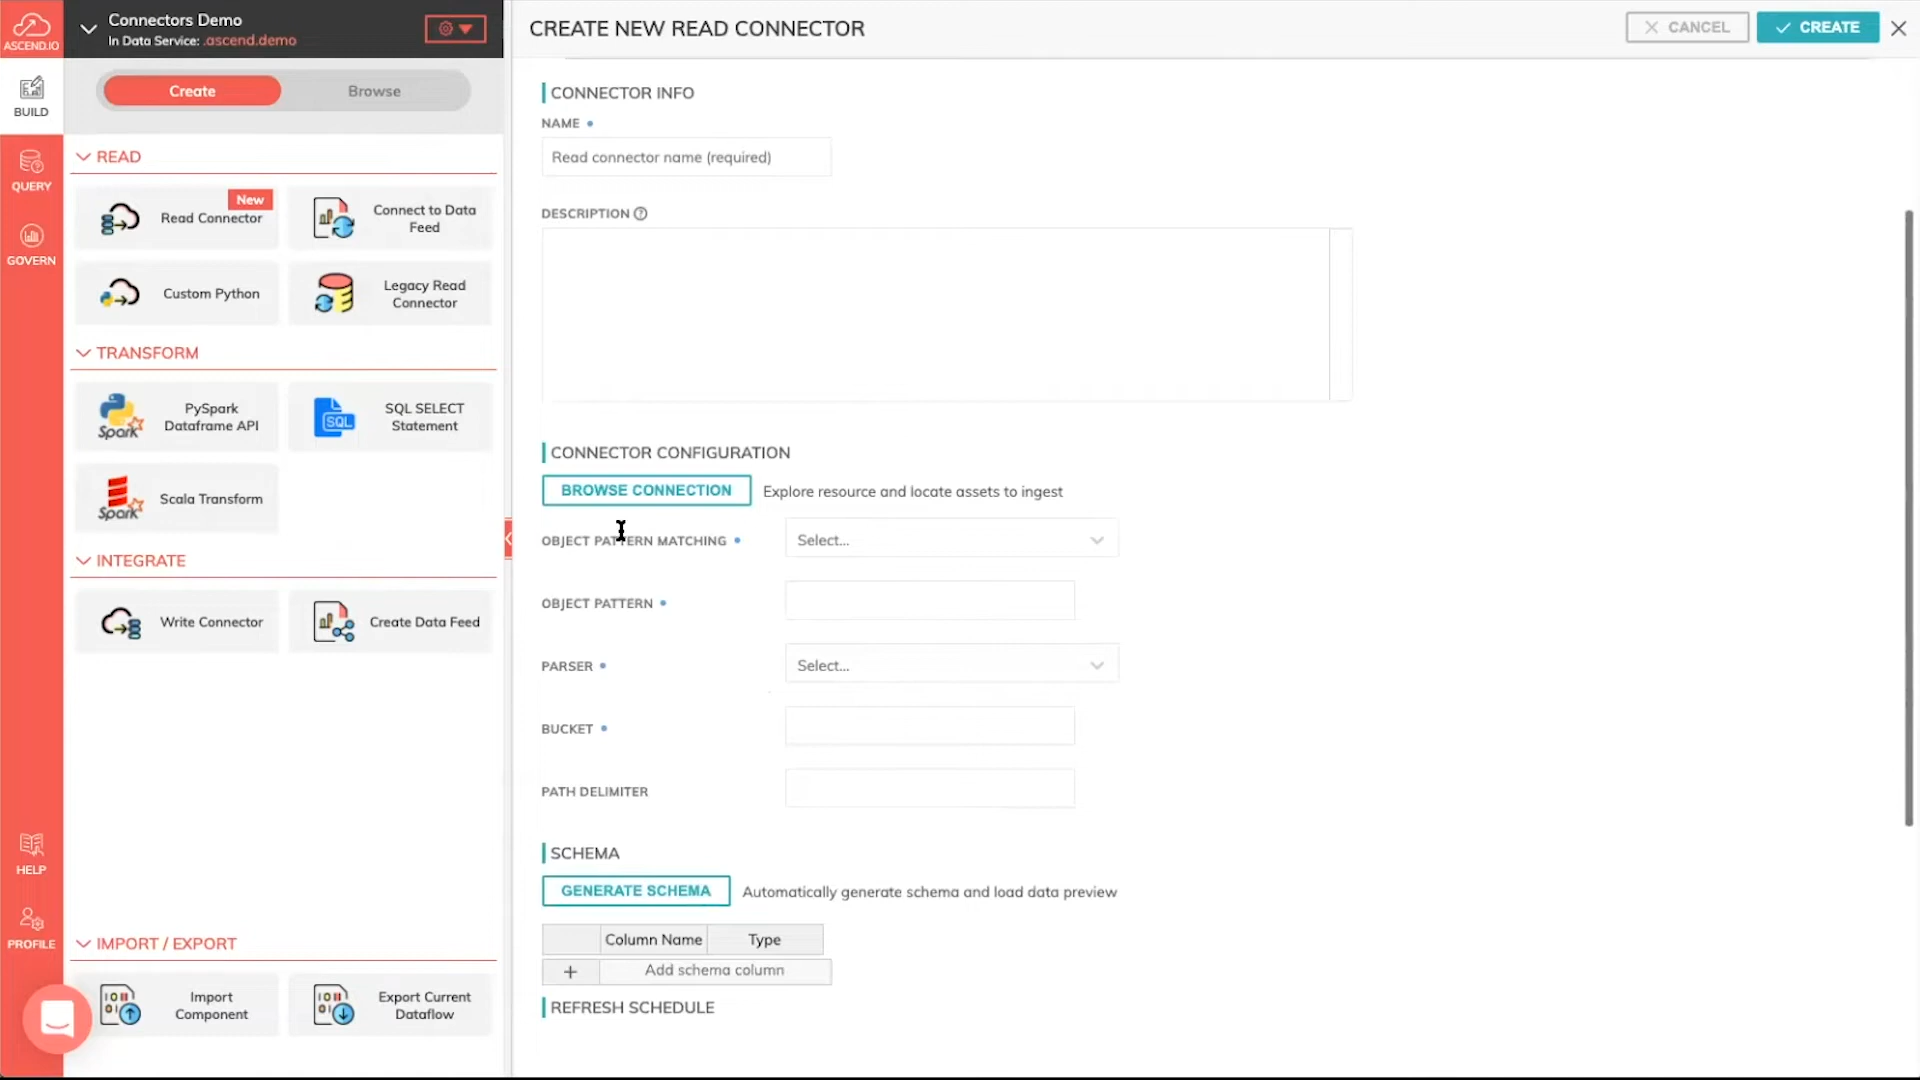 ASCEND.IO
Connectors Demo
In Data Service: .ascend.demo
BUILD
QUERY
GOVERN
HELP
PROFILE
Create
Browse
READ
New
Read Connector
Connect to Data
Feed
Custom Python
Legacy Read
Connector
TRANSFORM
Spark
PySpark
Dataframe API
SQL
SQL SELECT
Statement
Spark
Scala Transform
INTEGRATE
Write Connector
Create Data Feed
IMPORT / EXPORT
Import
Component
Export Current
Dataflow
CREATE NEW READ CONNECTOR
CANCEL
CREATE
CONNECTOR INFO
NAME
Read connector name (required)
DESCRIPTION
CONNECTOR CONFIGURATION
BROWSE CONNECTION
Explore resource and locate assets to ingest
OBJECT PATTERN MATCHING
Select...
OBJECT PATTERN
PARSER
Select...
BUCKET
PATH DELIMITER
SCHEMA
GENERATE SCHEMA
Automatically generate schema and load data preview
Column Name
Type
+ Add schema column
REFRESH SCHEDULE